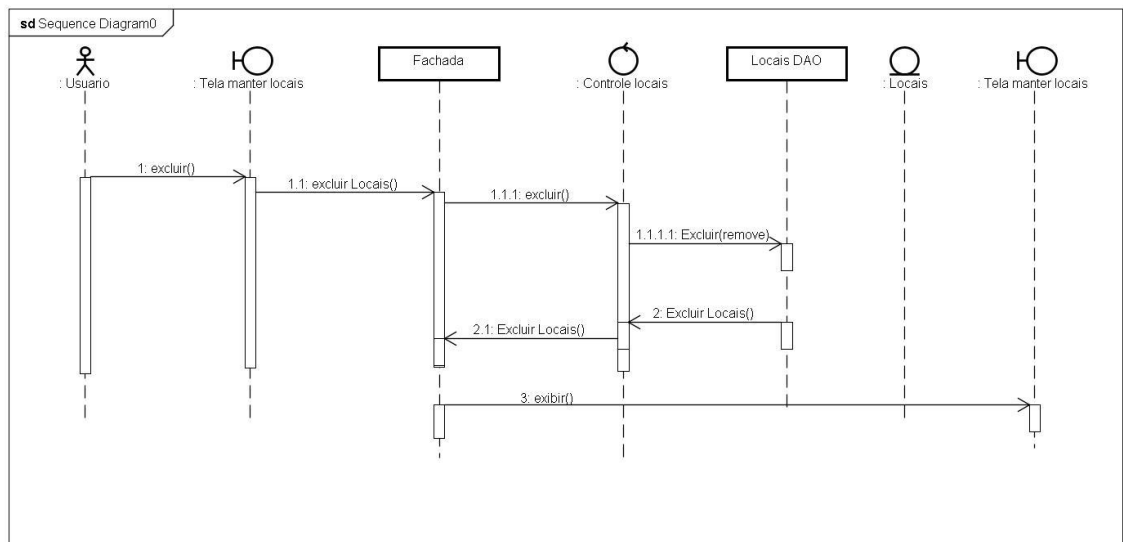 sd Sequence Diagram0
: Usuario
: Tela manter locais
Fachada
: Controle locais
Locais DAO
: Locais
: Tela manter locais
1: excluir()
1.1: excluir Locais()
1.1.1: excluir()
1.1.1.1: Excluir(remove)
2: Excluir Locais()
2.1: Excluir Locais()
3: exibir()